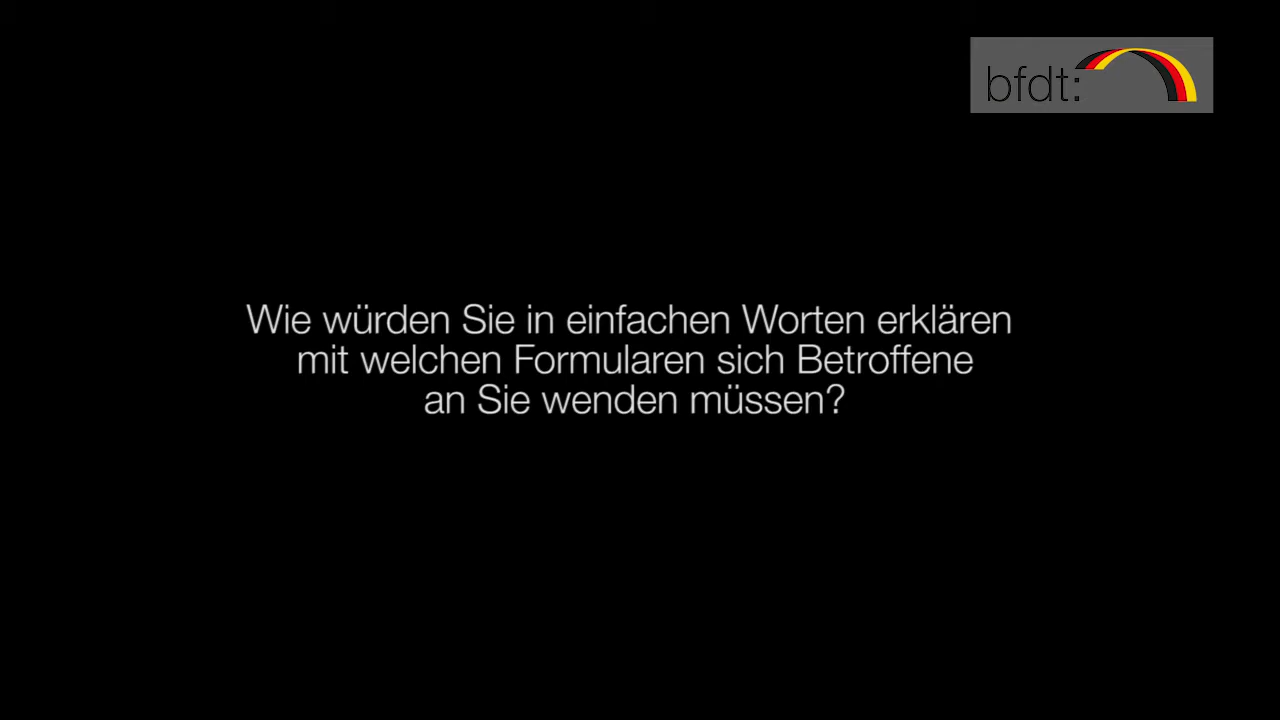 bfdt:
Wie würden Sie in einfachen Worten erklären
mit welchen Formularen sich Betroffene
an Sie wenden müssen?